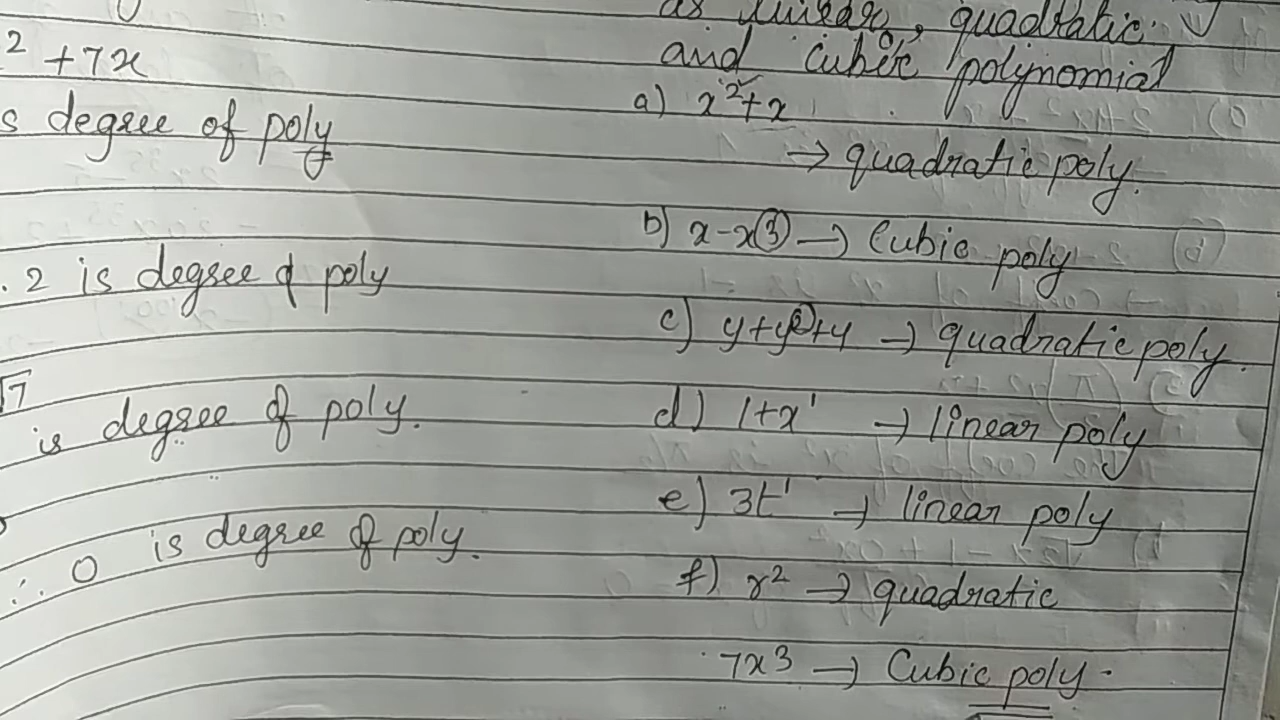 ² + 7x
s degree of poly
. 2 is degree of poly
√7
is degree of poly.
∴ 0 is degree of poly.
as linear, quadratic
and cubic polynomial
a) x² + x
→ quadratic poly.
b) x - x³ → Cubic poly
c) y + y² + 4 → quadratic poly.
d) 1 + x¹ → linear poly
e) 3t¹ → linear poly
f) r² → quadratic
7x³ → Cubic poly.